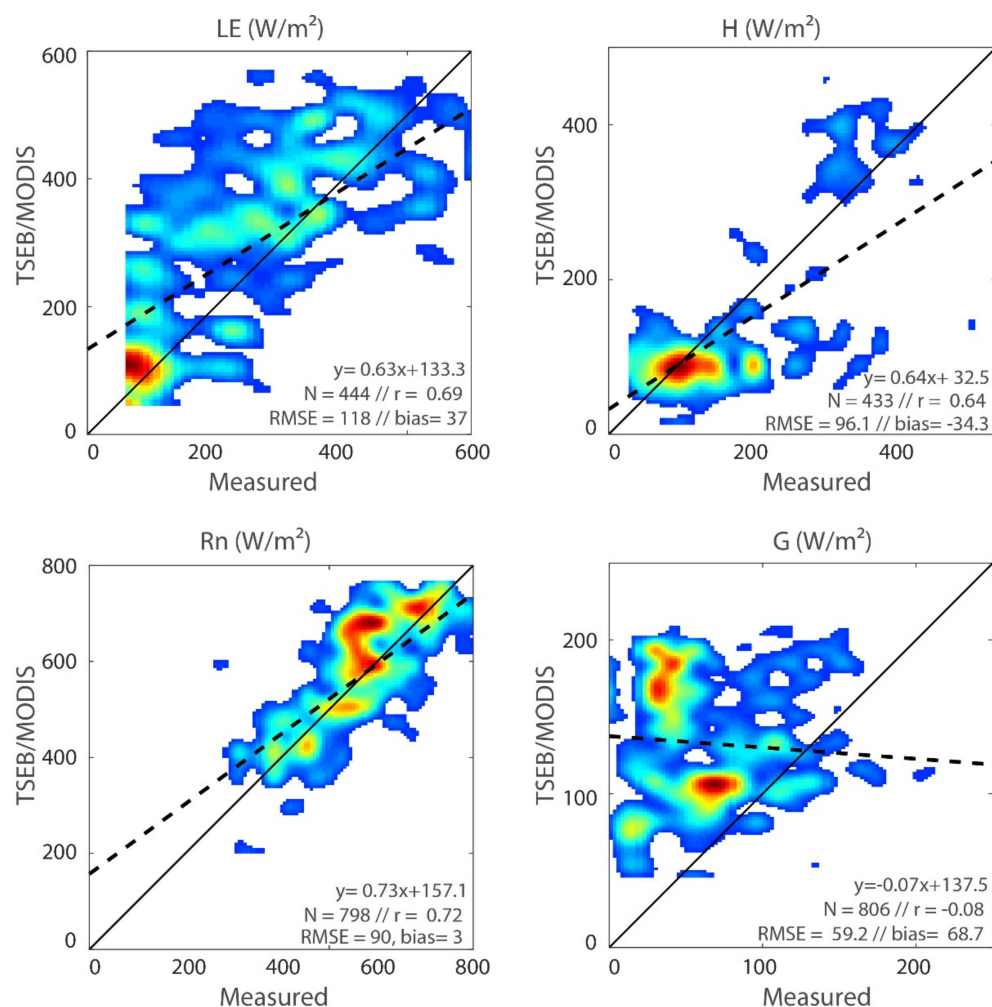 LE (W/m²)
600
400
200
0
TSEB/MODIS
y= 0.63x+133.3
N = 444 // r = 0.69
RMSE = 118 // bias= 37
0 200 400 600
Measured
H (W/m²)
400
200
0
TSEB/MODIS
y= 0.64x+ 32.5
N = 433 // r = 0.64
RMSE = 96.1 // bias= -34.3
0 200 400
Measured
Rn (W/m²)
800
600
400
200
0
TSEB/MODIS
y= 0.73x+157.1
N = 798 // r = 0.72
RMSE = 90, bias= 3
0 200 400 600 800
Measured
G (W/m²)
200
100
0
TSEB/MODIS
y=-0.07x+137.5
N = 806 // r = -0.08
RMSE = 59.2 // bias= 68.7
0 100 200
Measured